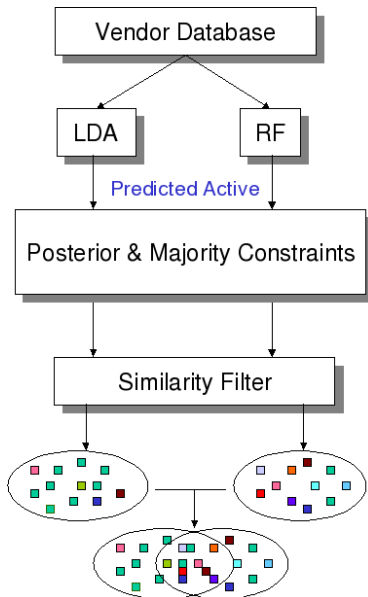 Vendor Database
LDA
RF
Predicted Active
Posterior & Majority Constraints
Similarity Filter